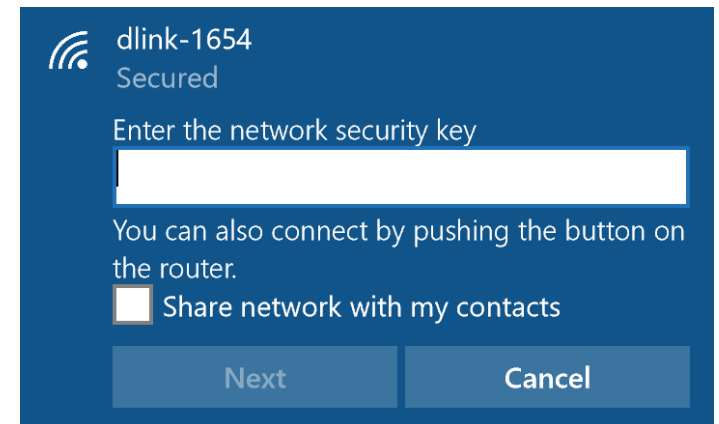 dlink-1654
Secured
Enter the network security key
You can also connect by pushing the button on
the router.
Share network with my contacts
Next
Cancel